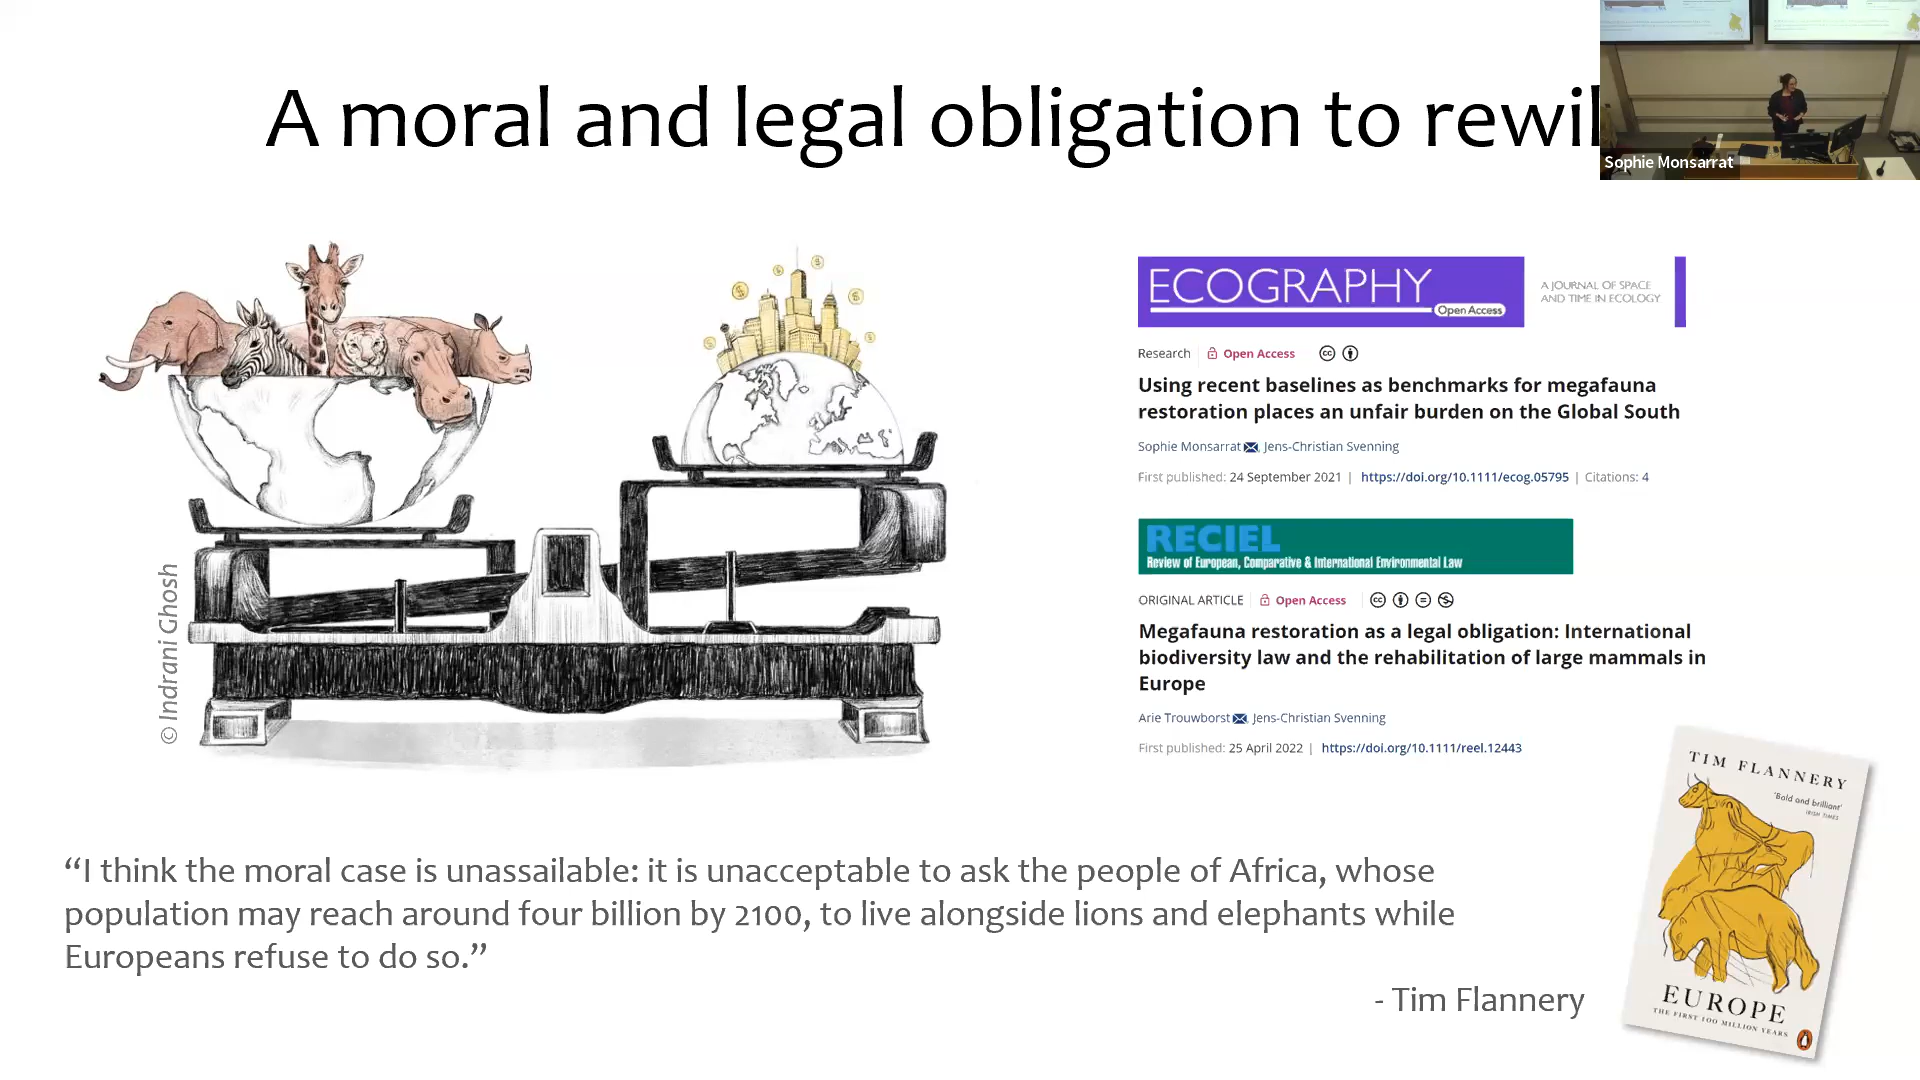 A moral and legal obligation to rewil
Sophie Monsarrat
© Indrani Ghosh
ECOGRAPHY
Open Access
A JOURNAL OF SPACE
AND TIME IN ECOLOGY
Research Open Access
Using recent baselines as benchmarks for megafauna
restoration places an unfair burden on the Global South
Sophie Monsarrat, Jens-Christian Svenning
First published: 24 September 2021 | https://doi.org/10.1111/ecog.05795 | Citations: 4
RECIEL
Review of European, Comparative & International Environmental Law
ORIGINAL ARTICLE Open Access
Megafauna restoration as a legal obligation: International
biodiversity law and the rehabilitation of large mammals in
Europe
Arie Trouwborst, Jens-Christian Svenning
First published: 25 April 2022 | https://doi.org/10.1111/reel.12443
“I think the moral case is unassailable: it is unacceptable to ask the people of Africa, whose
population may reach around four billion by 2100, to live alongside lions and elephants while
Europeans refuse to do so.”
- Tim Flannery
TIM FLANNERY
'Bold and brilliant'
IRISH TIMES
EUROPE
THE FIRST 100 MILLION YEARS